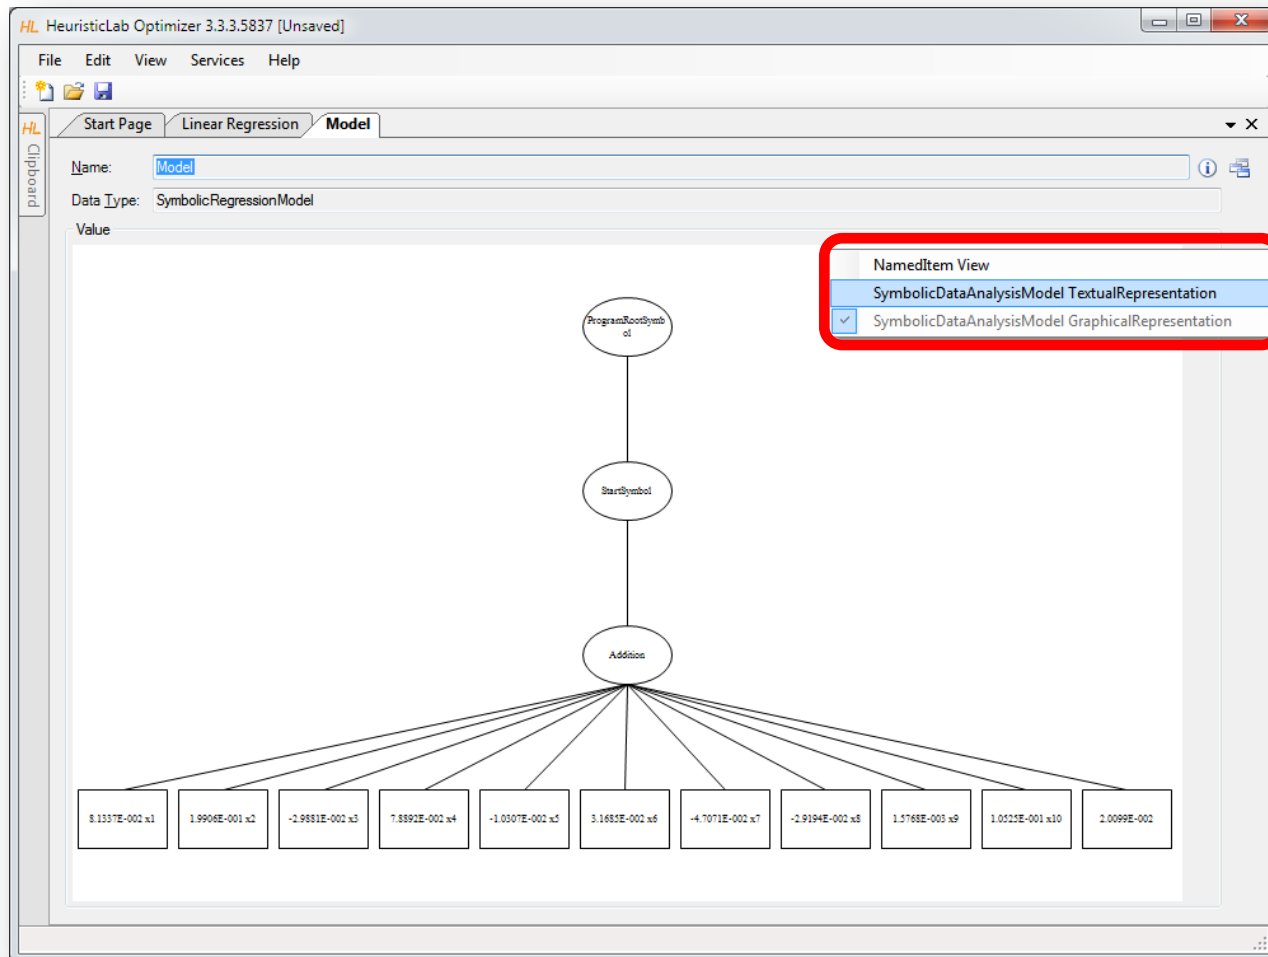 HL HeuristicLab Optimizer 3.3.3.5837 [Unsaved]
File Edit View Services Help
HL Clipboard
Start Page Linear Regression Model
Name: Model
Data Type: SymbolicRegressionModel
Value
NamedItem View
SymbolicDataAnalysisModel TextualRepresentation
SymbolicDataAnalysisModel GraphicalRepresentation
ProgramRootSymb
ol
StartSymbol
Addition
8.1337E-002 x1 1.9906E-001 x2 -2.9881E-002 x3 7.8892E-002 x4 -1.0307E-002 x5 3.1685E-002 x6 -4.7071E-002 x7 -2.9194E-002 x8 1.5768E-003 x9 1.0525E-001 x10 2.0099E-002